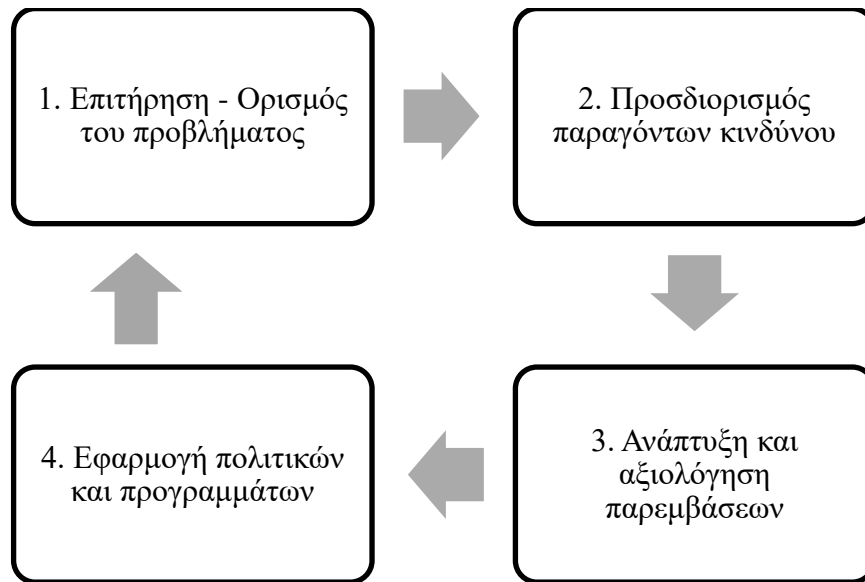 1. Επιτήρηση - Ορισμός
του προβλήματος
2. Προσδιορισμός
παραγόντων κινδύνου
3. Ανάπτυξη και
αξιολόγηση
παρεμβάσεων
4. Εφαρμογή πολιτικών
και προγραμμάτων